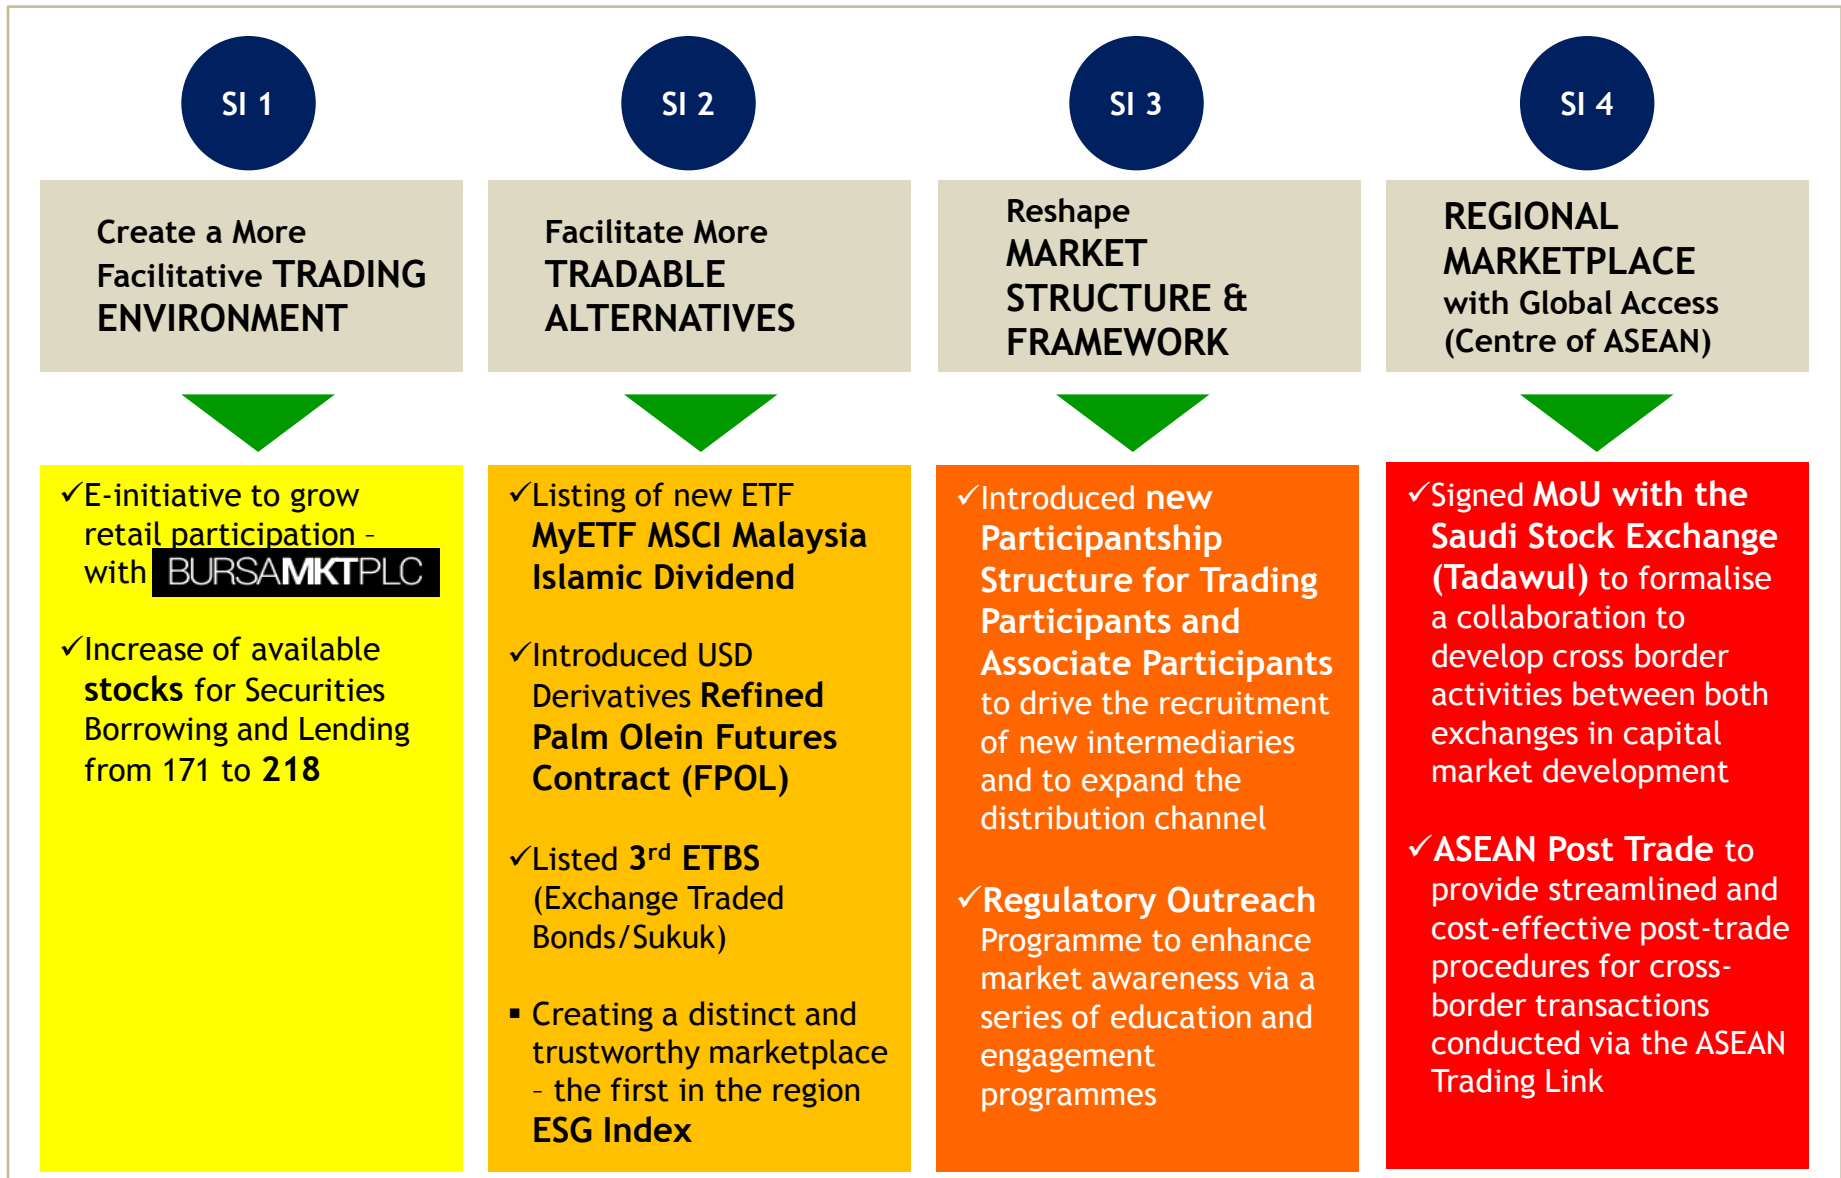 SI 1
Create a More
Facilitative TRADING
ENVIRONMENT
✓E-initiative to grow
retail participation –
with BURSAMKTPLC
✓Increase of available
stocks for Securities
Borrowing and Lending
from 171 to 218
SI 2
Facilitate More
TRADABLE
ALTERNATIVES
✓Listing of new ETF
MyETF MSCI Malaysia
Islamic Dividend
✓Introduced USD
Derivatives Refined
Palm Olein Futures
Contract (FPOL)
✓Listed 3rd ETBS
(Exchange Traded
Bonds/Sukuk)
▪ Creating a distinct and
trustworthy marketplace
– the first in the region
ESG Index
SI 3
Reshape
MARKET
STRUCTURE &
FRAMEWORK
✓Introduced new
Participantship
Structure for Trading
Participants and
Associate Participants
to drive the recruitment
of new intermediaries
and to expand the
distribution channel
✓Regulatory Outreach
Programme to enhance
market awareness via a
series of education and
engagement
programmes
SI 4
REGIONAL
MARKETPLACE
with Global Access
(Centre of ASEAN)
✓Signed MoU with the
Saudi Stock Exchange
(Tadawul) to formalise
a collaboration to
develop cross border
activities between both
exchanges in capital
market development
✓ASEAN Post Trade to
provide streamlined and
cost-effective post-trade
procedures for cross-
border transactions
conducted via the ASEAN
Trading Link